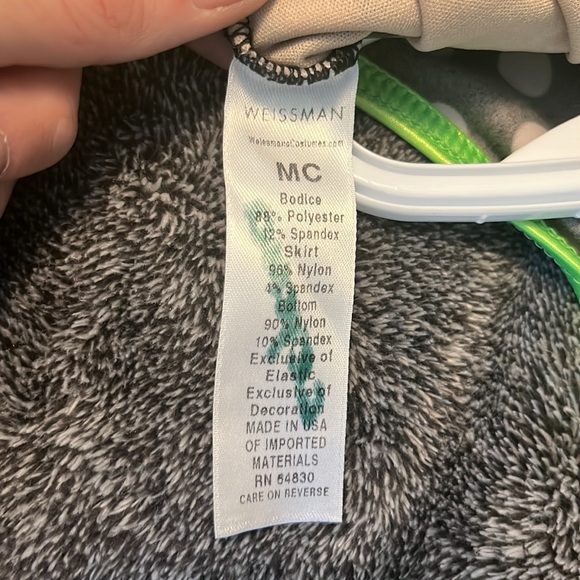 WEISSMAN
WeissmansCostumes.com
MC
Bodice
88% Polyester
12% Spandex
Skirt
96% Nylon
4% Spandex
Bottom
90% Nylon
10% Spandex
Exclusive of
Elastic
Exclusive of
Decoration
MADE IN USA
OF IMPORTED
MATERIALS
RN 64830
CARE ON REVERSE